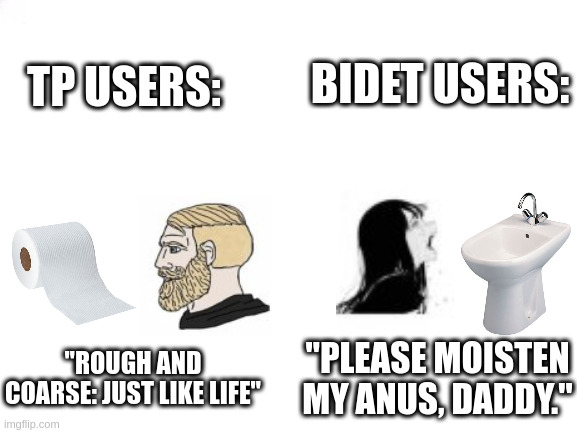 TP USERS:
BIDET USERS:
"ROUGH AND
COARSE: JUST LIKE LIFE"
"PLEASE MOISTEN
MY ANUS, DADDY."
imgflip.com